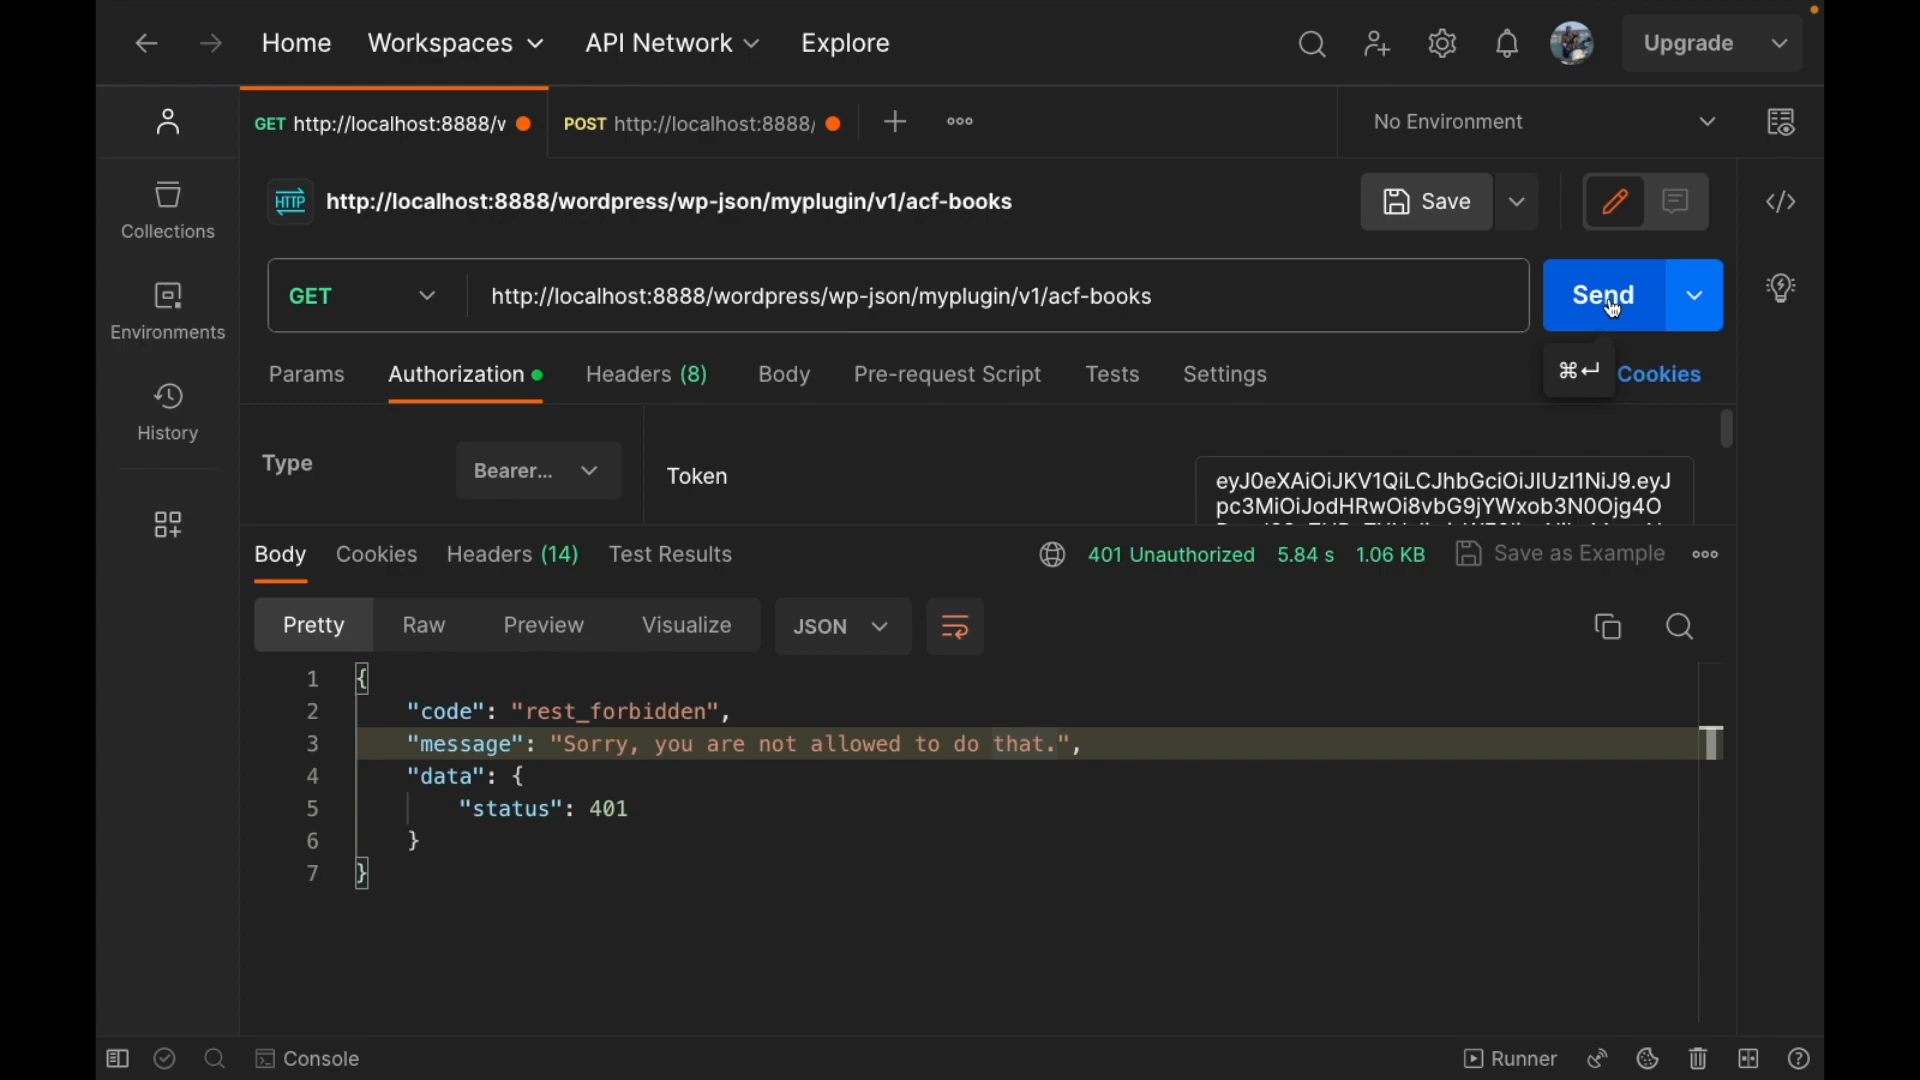 Home Workspaces API Network Explore Upgrade
GET http://localhost:8888/v POST http://localhost:8888/ No Environment
HTTP http://localhost:8888/wordpress/wp-json/myplugin/v1/acf-books Save
Collections
GET http://localhost:8888/wordpress/wp-json/myplugin/v1/acf-books Send
Environments
Params Authorization Headers (8) Body Pre-request Script Tests Settings ⌘↵ Cookies
History
Type Bearer... Token
eyJ0eXAiOiJKV1QiLCJhbGciOiJIUzI1NiJ9.eyJ
pc3MiOiJodHRwOi8vbG9jYWxob3N0Ojg4O
Body Cookies Headers (14) Test Results 401 Unauthorized 5.84 s 1.06 KB Save as Example
Pretty Raw Preview Visualize JSON
1 {
2 "code": "rest_forbidden",
3 "message": "Sorry, you are not allowed to do that.",
4 "data": {
5 "status": 401
6 }
7 }
Console Runner